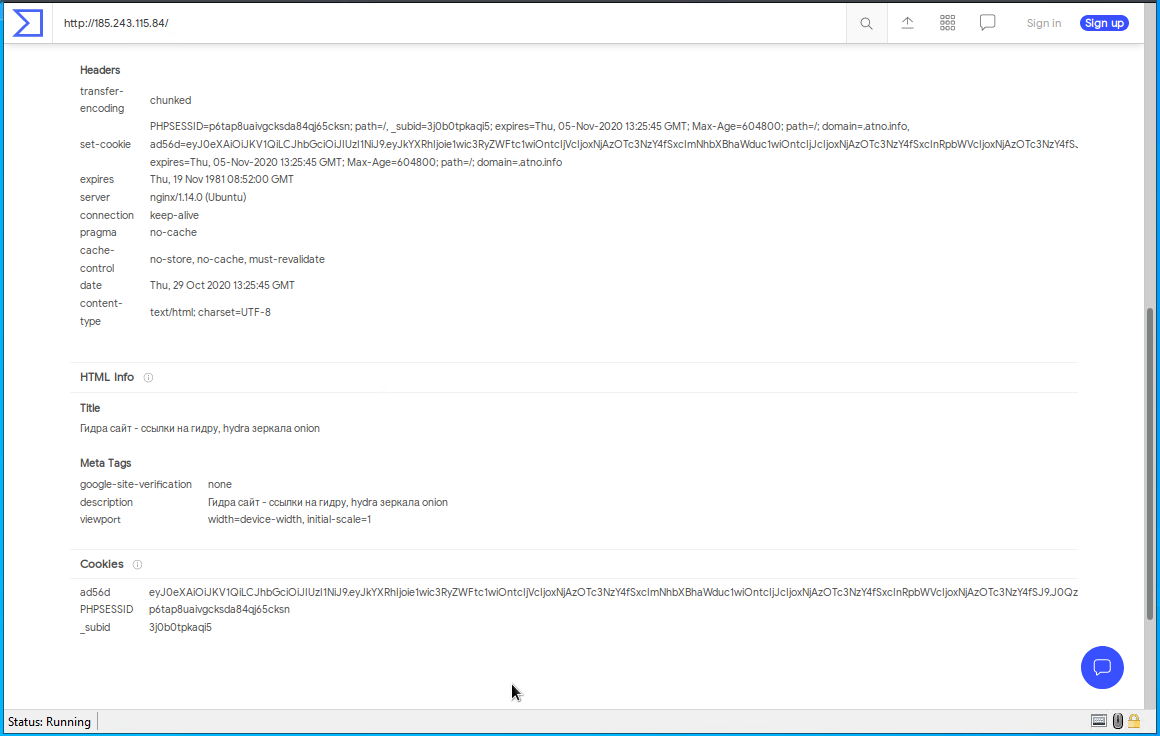 http://185.243.115.84/
Sign in
Sign up
Headers
transfer-
encoding
chunked
PHPSESSID=p6tap8uaivgcksda84qj65cksn; path=/, _subid=3j0b0tpkaqi5; expires=Thu, 05-Nov-2020 13:25:45 GMT; Max-Age=604800; path=/; domain=.atno.info,
set-cookie
expires=Thu, 05-Nov-2020 13:25:45 GMT; Max-Age=604800; path=/; domain=.atno.info
expires
Thu, 19 Nov 1981 08:52:00 GMT
server
nginx/1.14.0 (Ubuntu)
connection
keep-alive
pragma
no-cache
cache-
control
no-store, no-cache, must-revalidate
date
Thu, 29 Oct 2020 13:25:45 GMT
content-
type
text/html; charset=UTF-8
HTML Info
Title
Гидра сайт - ссылки на гидру, hydra зеркала onion
Meta Tags
google-site-verification
none
description
Гидра сайт - ссылки на гидру, hydra зеркала onion
viewport
width=device-width, initial-scale=1
Cookies
ad56d
PHPSESSID
p6tap8uaivgcksda84qj65cksn
_subid
3j0b0tpkaqi5
Status: Running